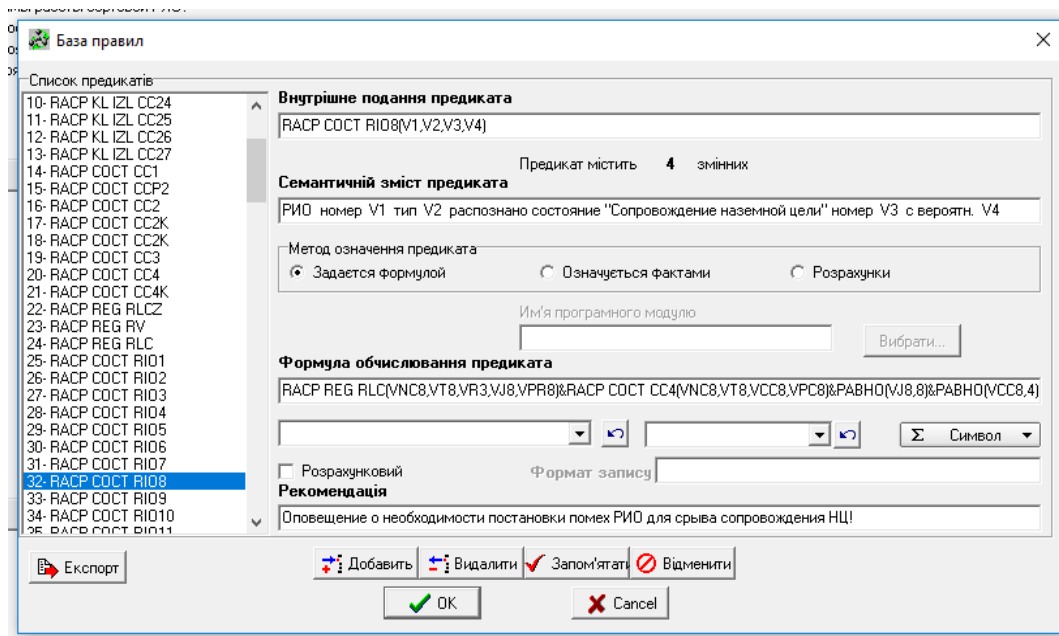 База правил
Список предикатів
10- RACP KL IZL CC24
11- RACP KL IZL CC25
12- RACP KL IZL CC26
13- RACP KL IZL CC27
14- RACP COCT CC1
15- RACP COCT CCP2
16- RACP COCT CC2
17- RACP COCT CC2K
18- RACP COCT CC2K
19- RACP COCT CC3
20- RACP COCT CC4
21- RACP COCT CC4K
22- RACP REG RLCZ
23- RACP REG RV
24- RACP REG RLC
25- RACP COCT RIO1
26- RACP COCT RIO2
27- RACP COCT RIO3
28- RACP COCT RIO4
29- RACP COCT RIO5
30- RACP COCT RIO6
31- RACP COCT RIO7
32- RACP COCT RIO8
33- RACP COCT RIO9
34- RACP COCT RIO10
35- RACP COCT RIO11
Внутрішне подання предиката
RACP COCT RIO8(V1,V2,V3,V4)
Предикат містить 4 змінних
Семантичній зміст предиката
РИО номер V1 тип V2 распознано состояние "Сопровождение наземной цели" номер V3 с вероятн. V4
Метод означення предиката
Задається формулой
Означується фактами
Розрахунки
Им'я програмного модулю
Вибрати...
Формула обчислювання предиката
RACP REG RLC(VNC8,VT8,VR3,VJ8,VPR8)&RACP COCT CC4(VNC8,VT8,VCC8,VPC8)&РАВНО(VJ8,8)&РАВНО(VCC8,4)
Σ Символ
Розрахунковий
Формат запису
Рекомендація
Оповещение о необходимости постановки помех РИО для срыва сопровождения НЦ!
Експорт
Добавить
Видалити
Запом'ятати
Відменити
OK
Cancel